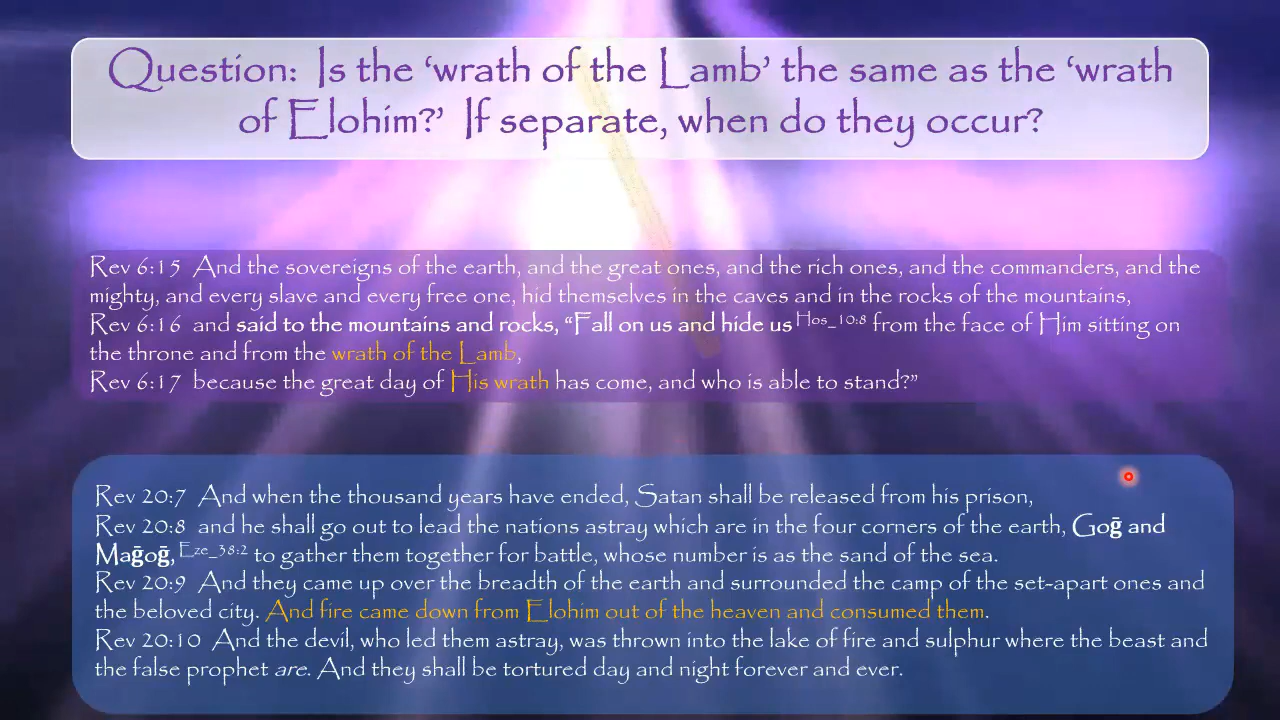 Question: Is the ‘wrath of the Lamb’ the same as the ‘wrath
of Elohim?’ If separate, when do they occur?
Rev 6:15 And the sovereigns of the earth, and the great ones, and the rich ones, and the commanders, and the
mighty, and every slave and every free one, hid themselves in the caves and in the rocks of the mountains,
Rev 6:16 and said to the mountains and rocks, “Fall on us and hide us Hos_10:8 from the face of Him sitting on
the throne and from the wrath of the Lamb,
Rev 6:17 because the great day of His wrath has come, and who is able to stand?”
Rev 20:7 And when the thousand years have ended, Satan shall be released from his prison,
Rev 20:8 and he shall go out to lead the nations astray which are in the four corners of the earth, Goḡ and
Maḡoḡ, Eze_38:2 to gather them together for battle, whose number is as the sand of the sea.
Rev 20:9 And they came up over the breadth of the earth and surrounded the camp of the set-apart ones and
the beloved city. And fire came down from Elohim out of the heaven and consumed them.
Rev 20:10 And the devil, who led them astray, was thrown into the lake of fire and sulphur where the beast and
the false prophet are. And they shall be tortured day and night forever and ever.